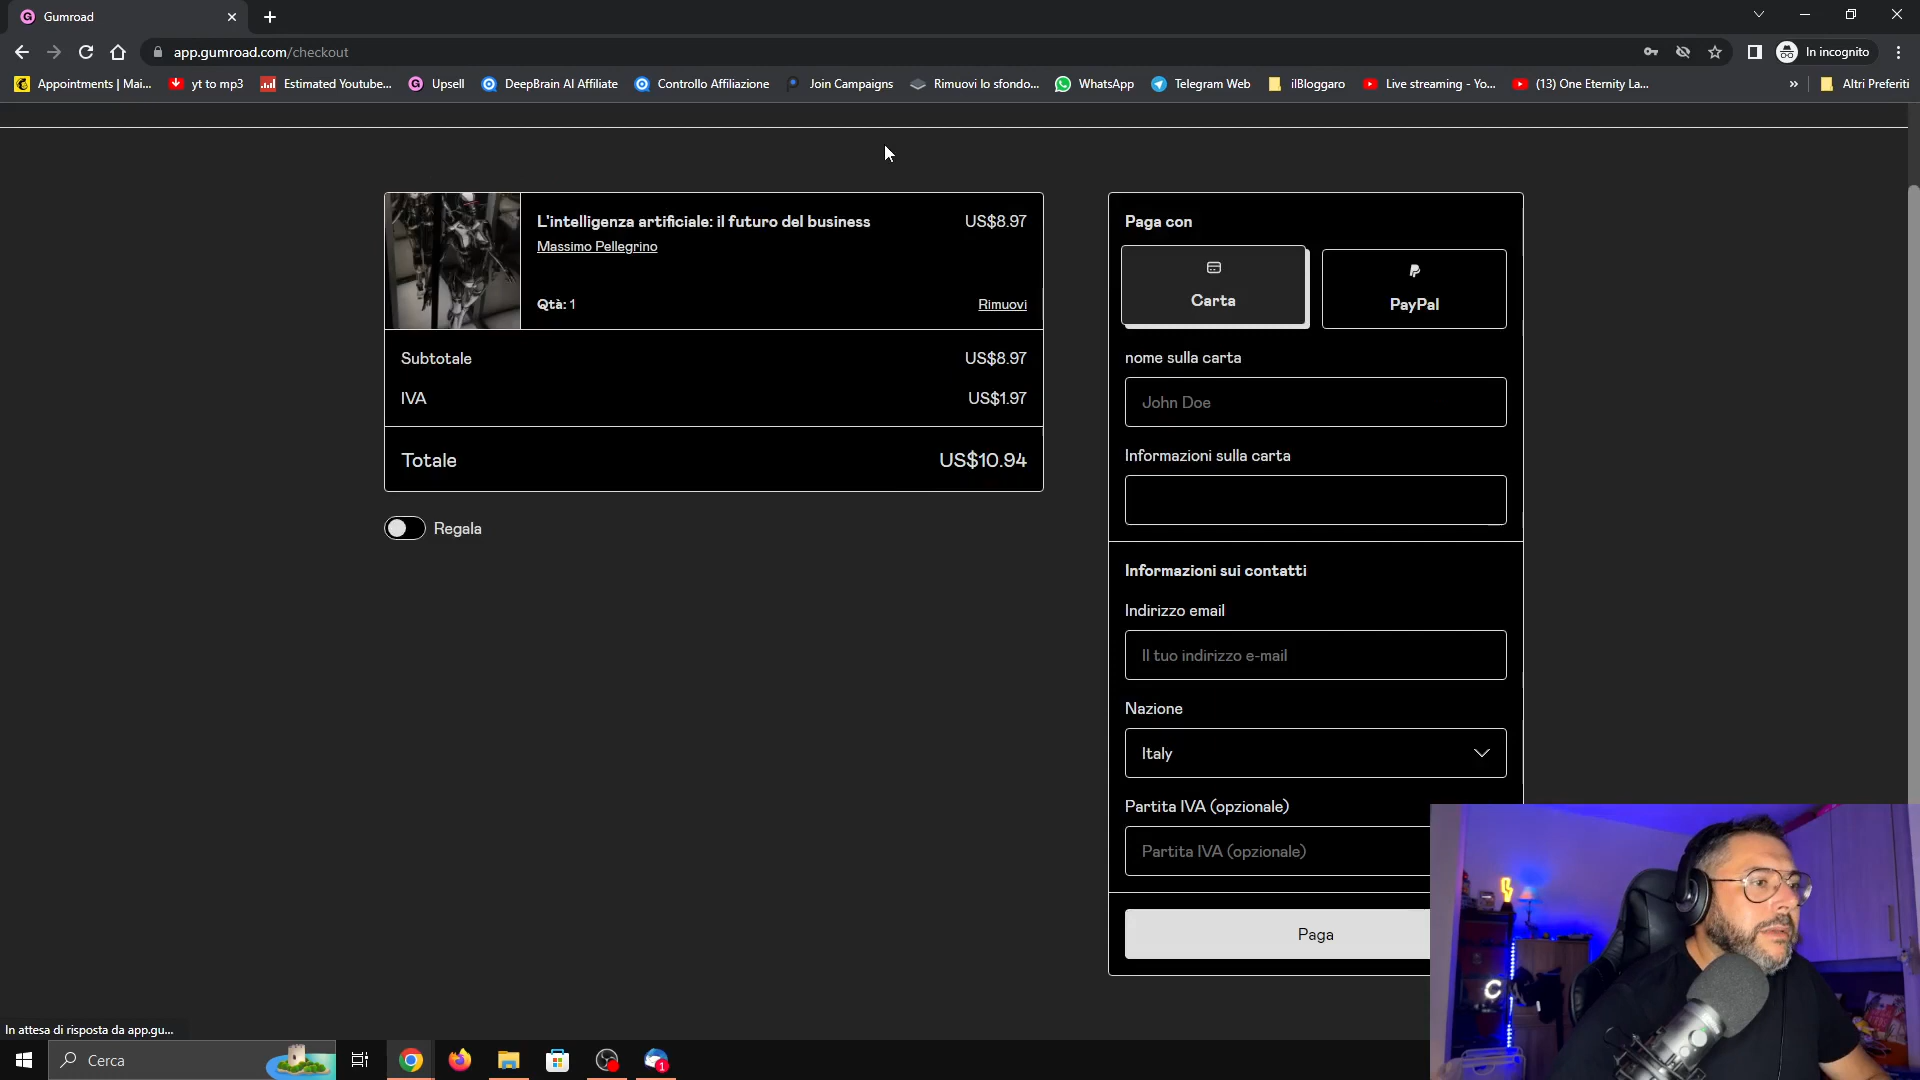 Gumroad
app.gumroad.com/checkout
In incognito
Appointments | Mai...
yt to mp3
Estimated Youtube...
Upsell
DeepBrain AI Affiliate
Controllo Affiliazione
Join Campaigns
Rimuovi lo sfondo...
WhatsApp
Telegram Web
ilBloggaro
Live streaming - Yo...
(13) One Eternity La...
»
Altri Preferiti
L'intelligenza artificiale: il futuro del business
US$8.97
Massimo Pellegrino
Qtà: 1
Rimuovi
Subtotale
US$8.97
IVA
US$1.97
Totale
US$10.94
Regala
Paga con
Carta
PayPal
nome sulla carta
John Doe
Informazioni sulla carta
Informazioni sui contatti
Indirizzo email
Il tuo indirizzo e-mail
Nazione
Italy
Partita IVA (opzionale)
Partita IVA (opzionale)
Paga
In attesa di risposta da app.gu...
Cerca
1